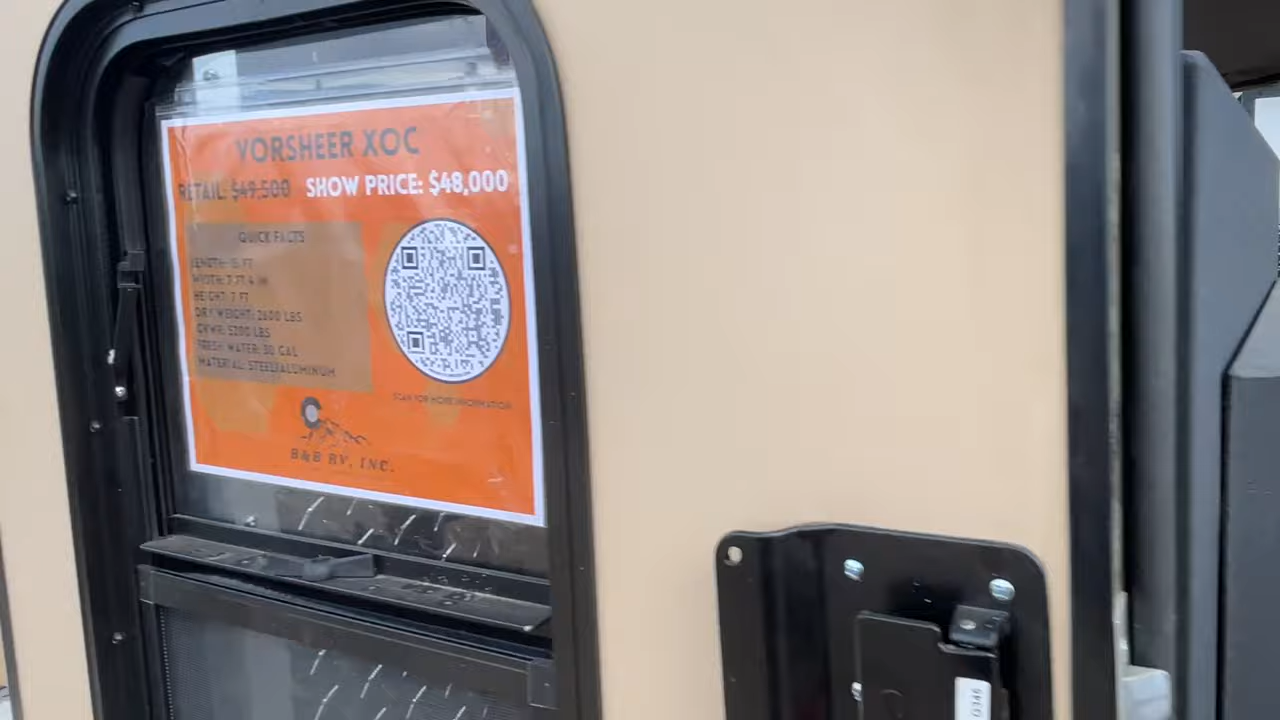 VORSHEER XOC
RETAIL: $49,500 SHOW PRICE: $48,000
QUICK FACTS
LENGTH: 15 FT
WIDTH: 7 FT 4 IN
HEIGHT: 7 FT
DRY WEIGHT: 2600 LBS
GVWR: 5200 LBS
FRESH WATER: 30 GAL
MATERIAL: STEEL/ALUMINUM
SCAN FOR MORE INFORMATION
B&B RV, INC.